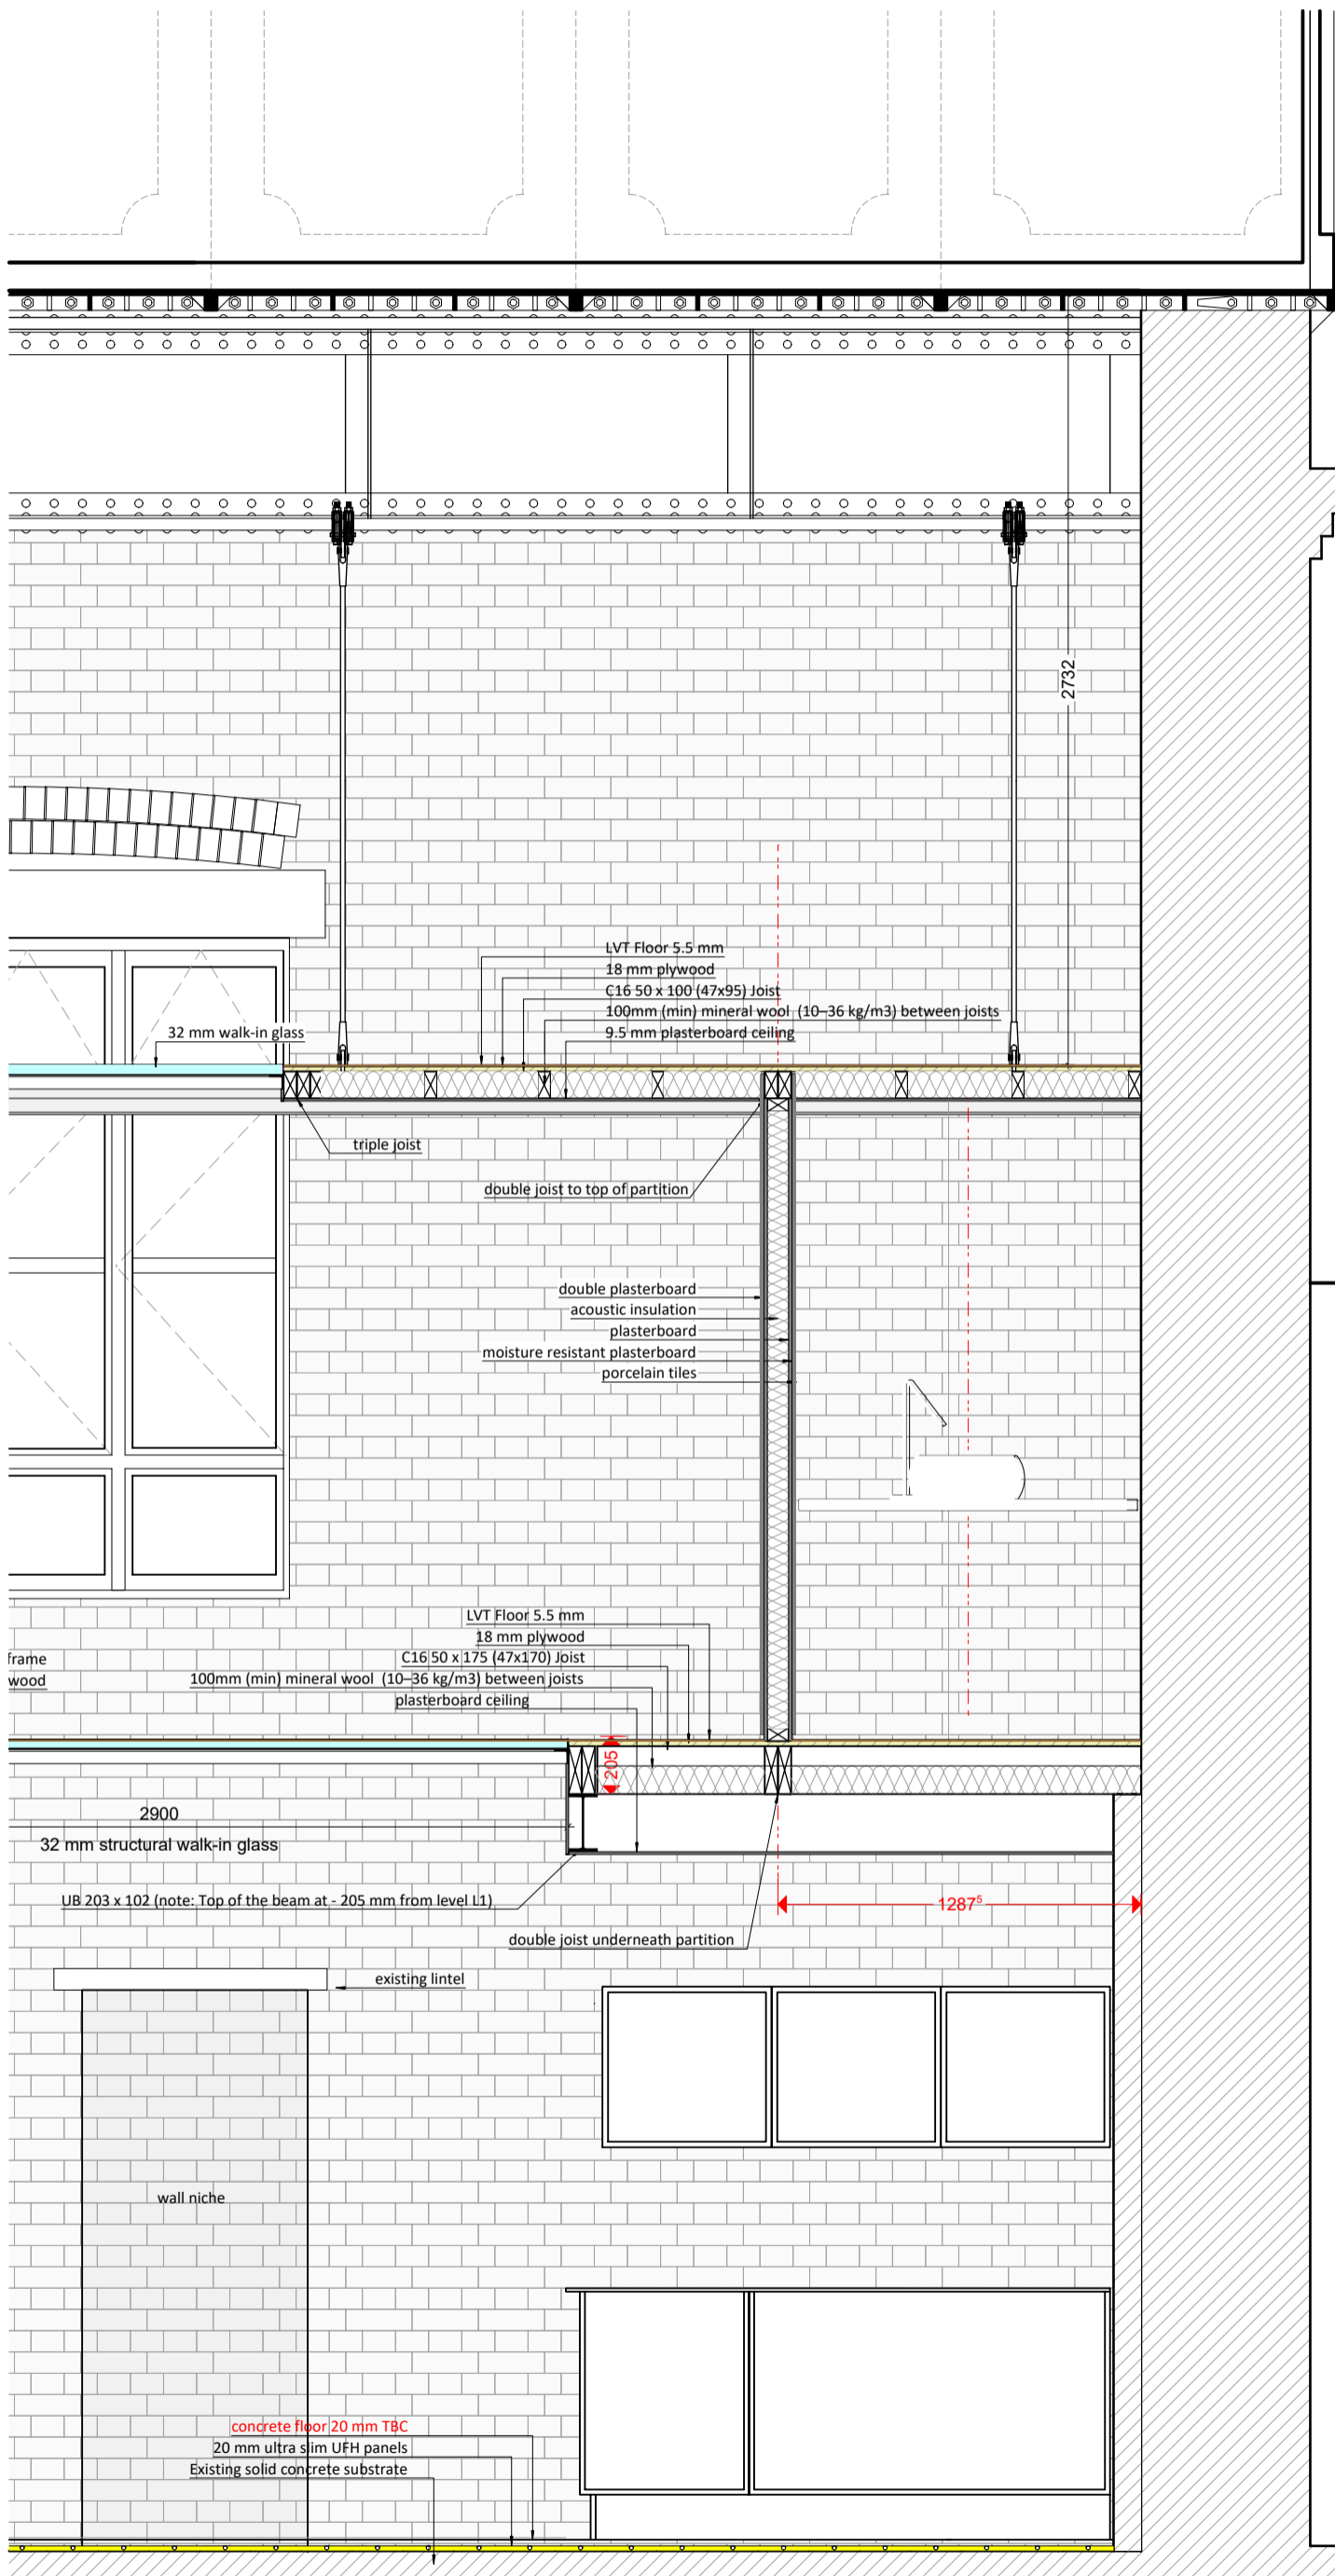 2732
LVT Floor 5.5 mm
18 mm plywood
C16 50 x 100 (47x95) Joist
100mm (min) mineral wool (10–36 kg/m3) between joists
9.5 mm plasterboard ceiling
32 mm walk-in glass
triple joist
double joist to top of partition
double plasterboard
acoustic insulation
plasterboard
moisture resistant plasterboard
porcelain tiles
LVT Floor 5.5 mm
18 mm plywood
C16 50 x 175 (47x170) Joist
100mm (min) mineral wool (10–36 kg/m3) between joists
plasterboard ceiling
frame
wood
205
2900
32 mm structural walk-in glass
UB 203 x 102 (note: Top of the beam at - 205 mm from level L1)
1287⁵
double joist underneath partition
existing lintel
wall niche
concrete floor 20 mm TBC
20 mm ultra slim UFH panels
Existing solid concrete substrate